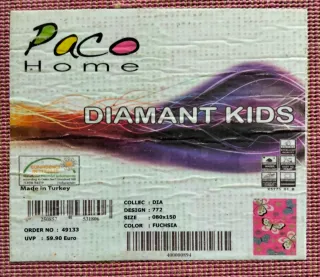 Paco
Home
DIAMANT KIDS
Made in Turkey
COLLEC : DIA
DESIGN : 772
SIZE : 080x150
COLOR : FUCHSIA
ORDER NO : 49133
UVP : 59.90 Euro